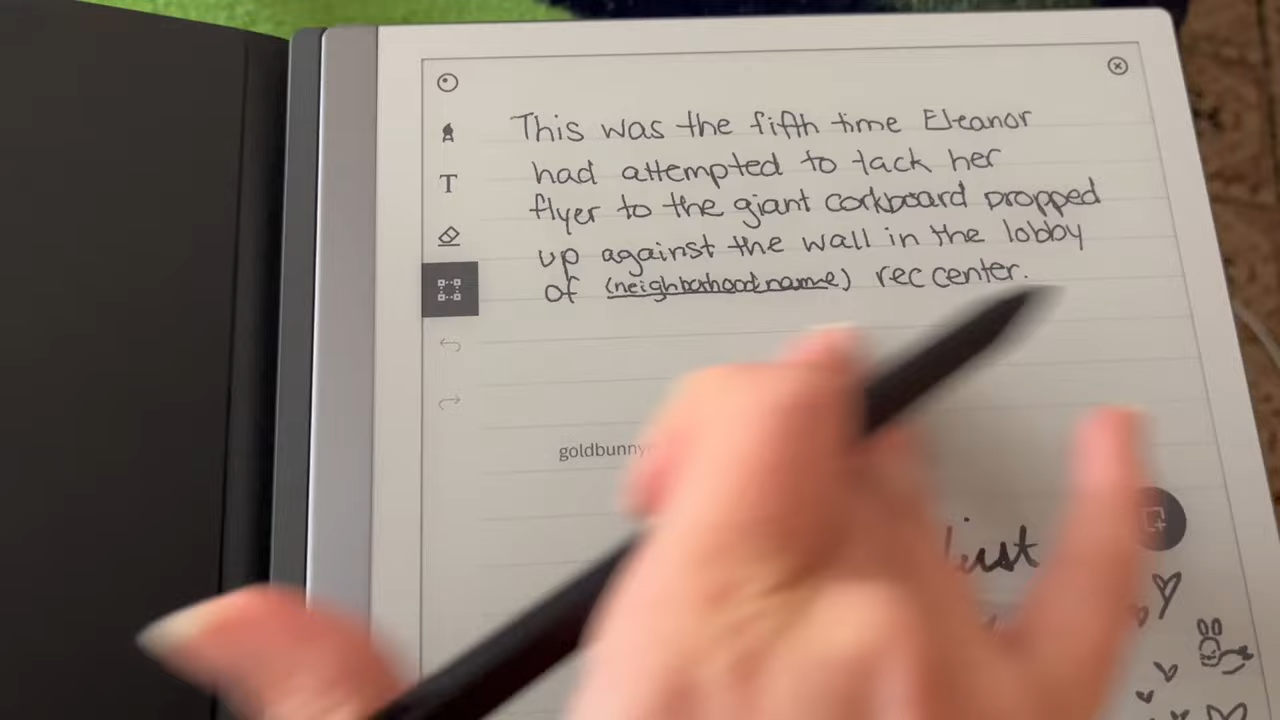 This was the fifth time Eleanor
had attempted to tack her
flyer to the giant corkboard propped
up against the wall in the lobby
of (neighborhood name) rec center.
T
goldbunny